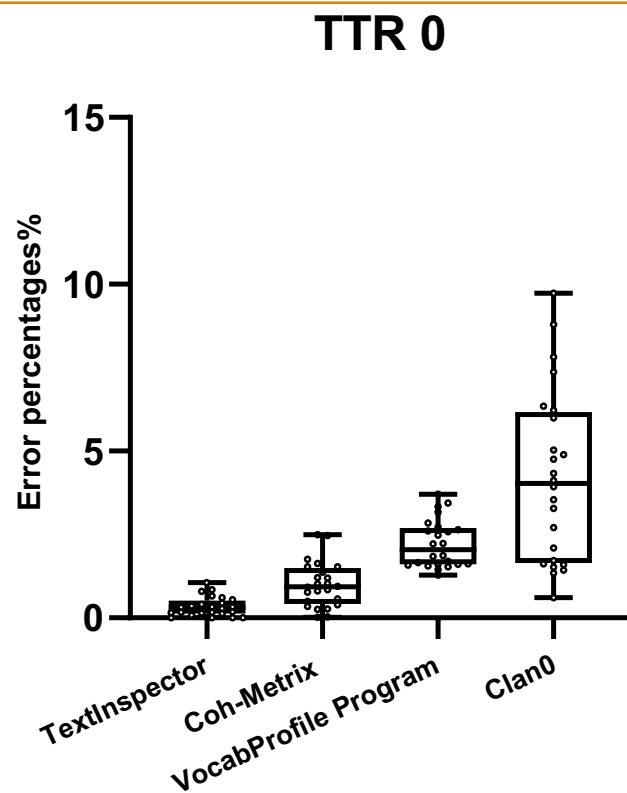 TTR 0
15
10
5
0
Error percentages%
TextInspector
Coh-Metrix
VocabProfile Program
Clan0